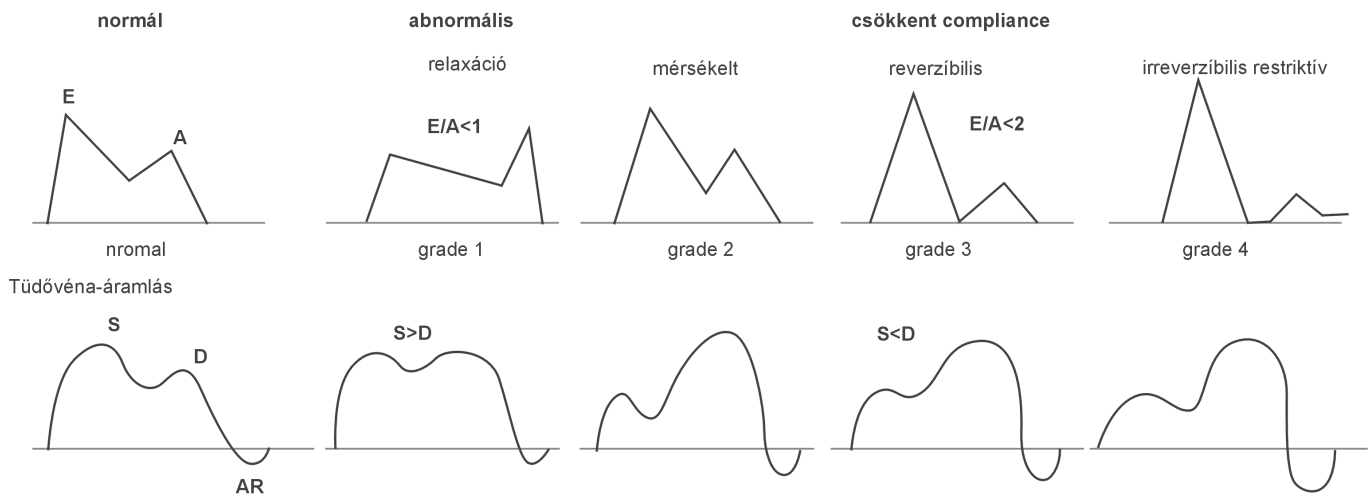 normál
abnormális
csökkent compliance
relaxáció
mérsékelt
reverzíbilis
irreverzíbilis restriktív
E
A
E/A<1
E/A<2
nromal
grade 1
grade 2
grade 3
grade 4
Tüdővéna-áramlás
S
D
AR
S>D
S<D